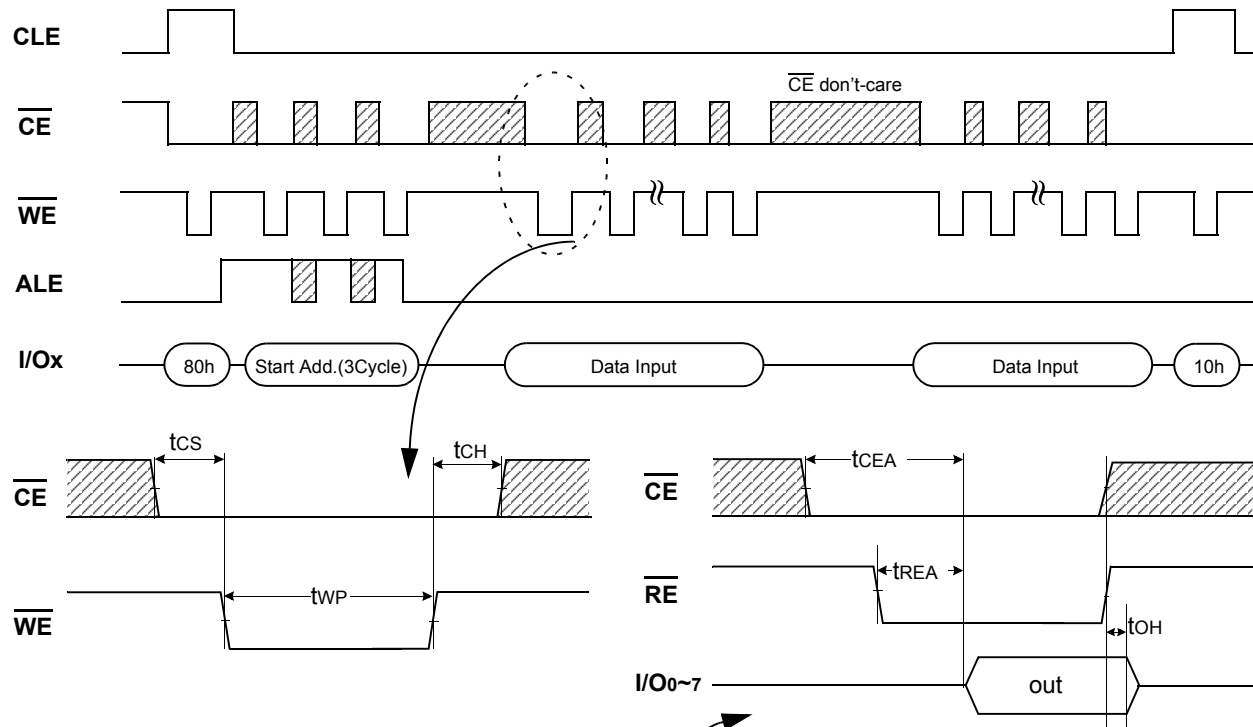 CLE
CE don't-care
CE
WE
ALE
I/Ox
80h
Start Add.(3Cycle)
Data Input
Data Input
10h
tCS
tCH
tCEA
CE
CE
tREA
tWP
RE
WE
tOH
I/O0~7
out